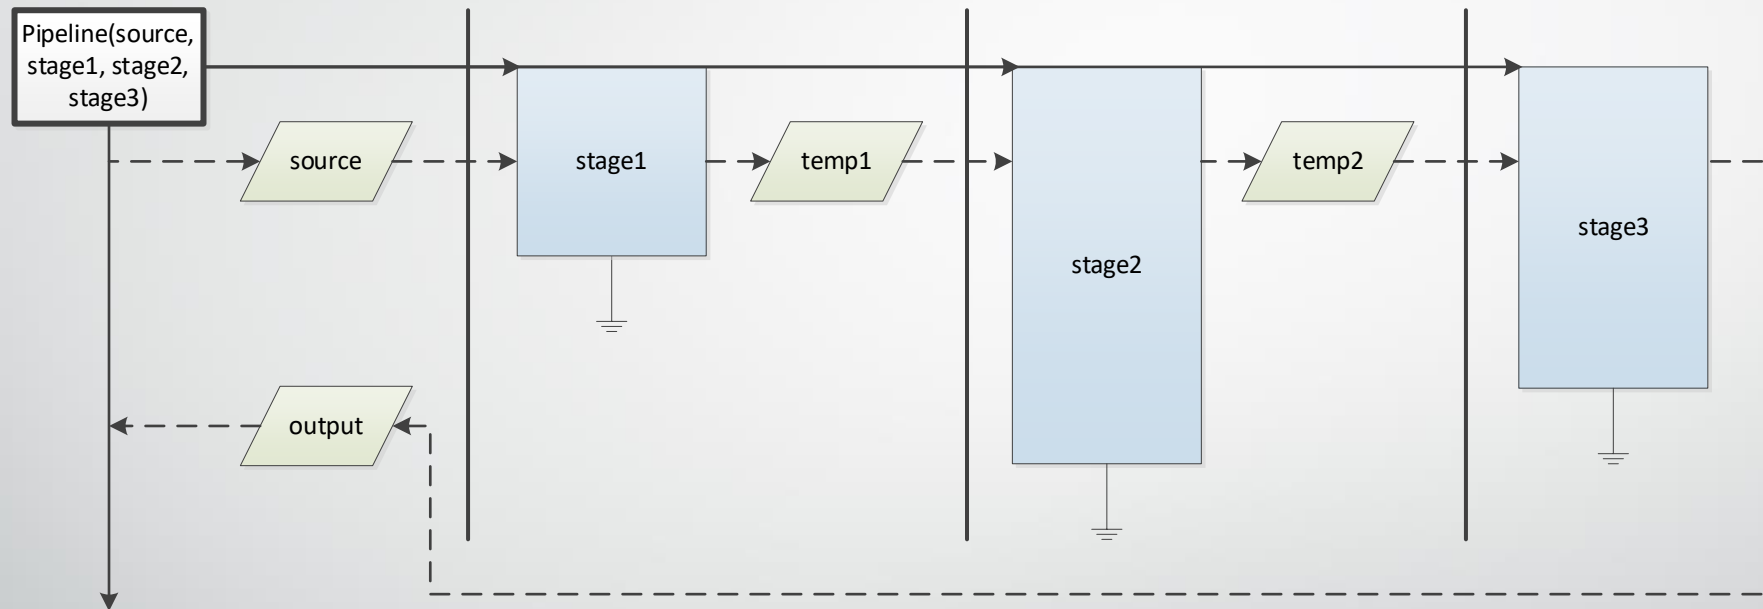 Pipeline(source,
stage1, stage2,
stage3)
source
stage1
temp1
stage2
temp2
stage3
output